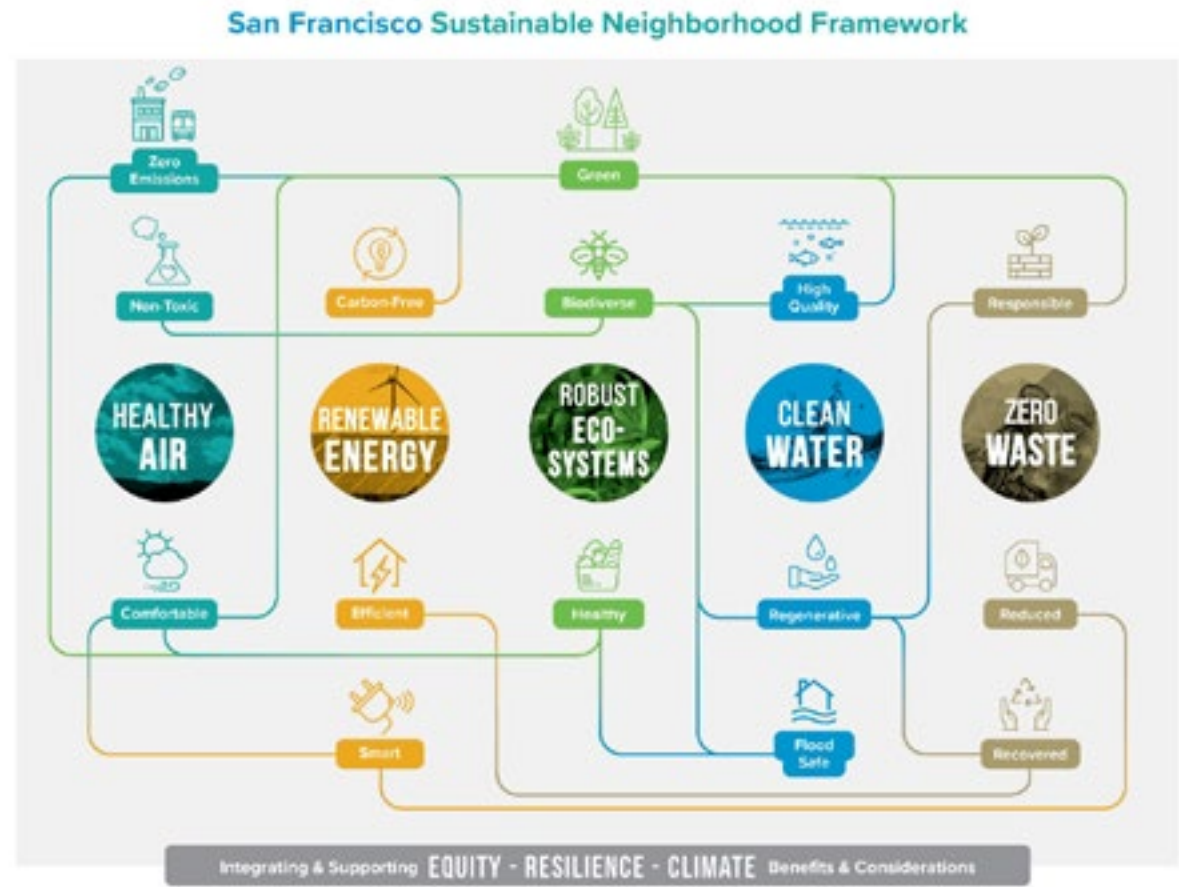 San Francisco Sustainable Neighborhood Framework
Zero
Emissions
Green
Non-Toxic
Carbon-Free
Biodiverse
High
Quality
Responsible
HEALTHY
AIR
RENEWABLE
ENERGY
ROBUST
ECO-
SYSTEMS
CLEAN
WATER
ZERO
WASTE
Comfortable
Efficient
Healthy
Regenerative
Reduced
Smart
Flood
Safe
Recovered
Integrating & Supporting EQUITY - RESILIENCE - CLIMATE Benefits & Considerations